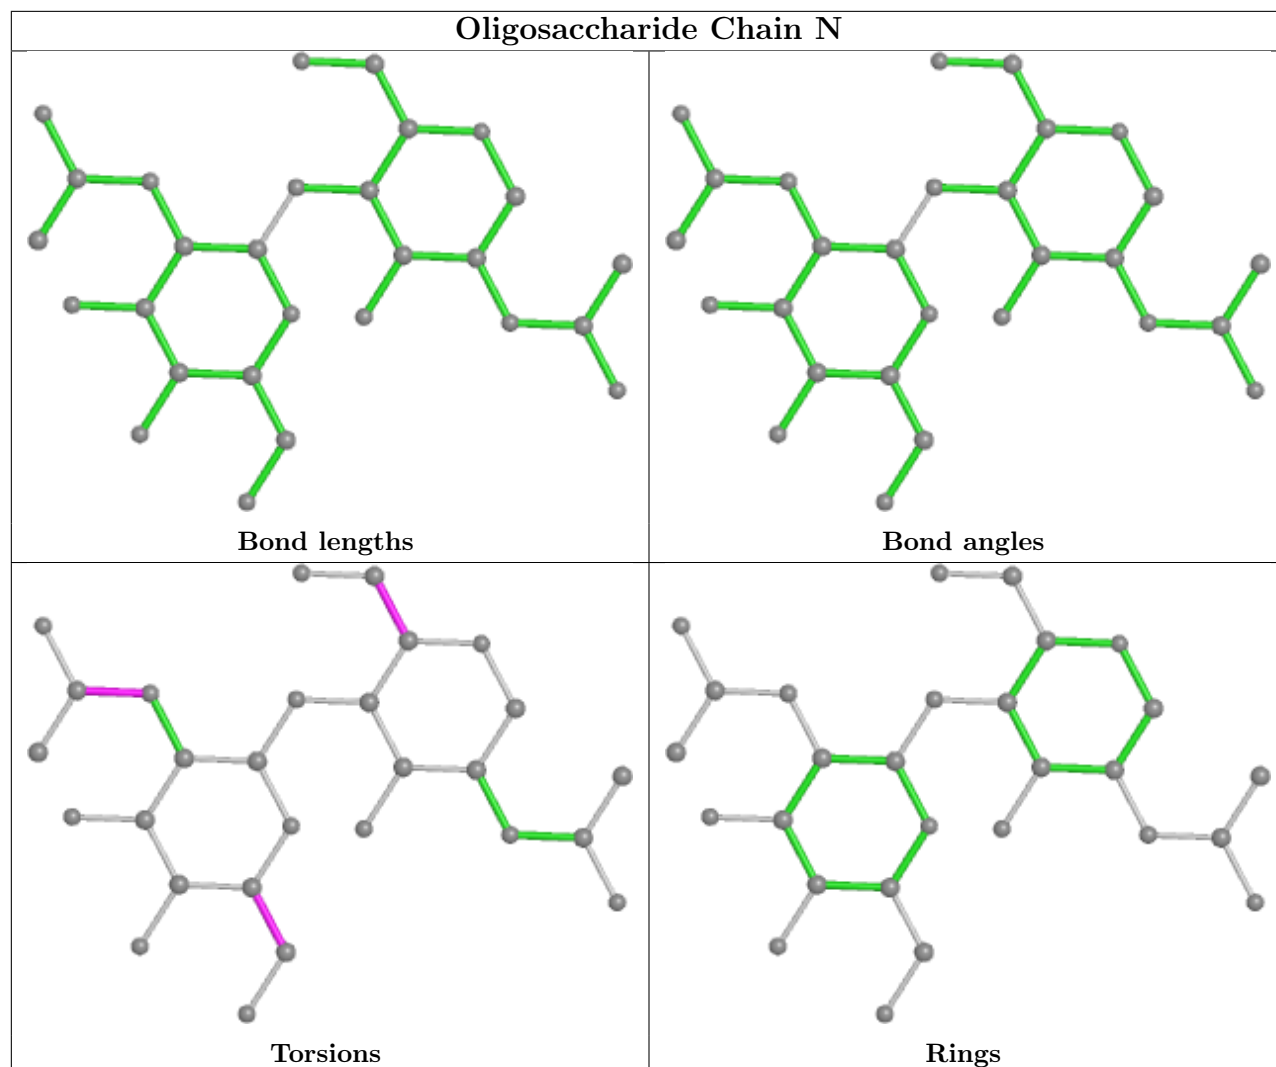 Oligosaccharide Chain N
Bond lengths
Bond angles
Torsions
Rings